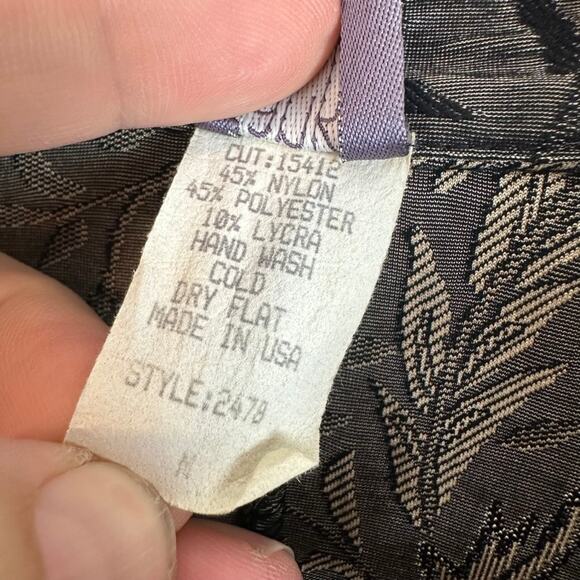 CUT:15412
45% NYLON
45% POLYESTER
10% LYCRA
HAND WASH
COLD
DRY FLAT
MADE IN USA
STYLE:2478
M